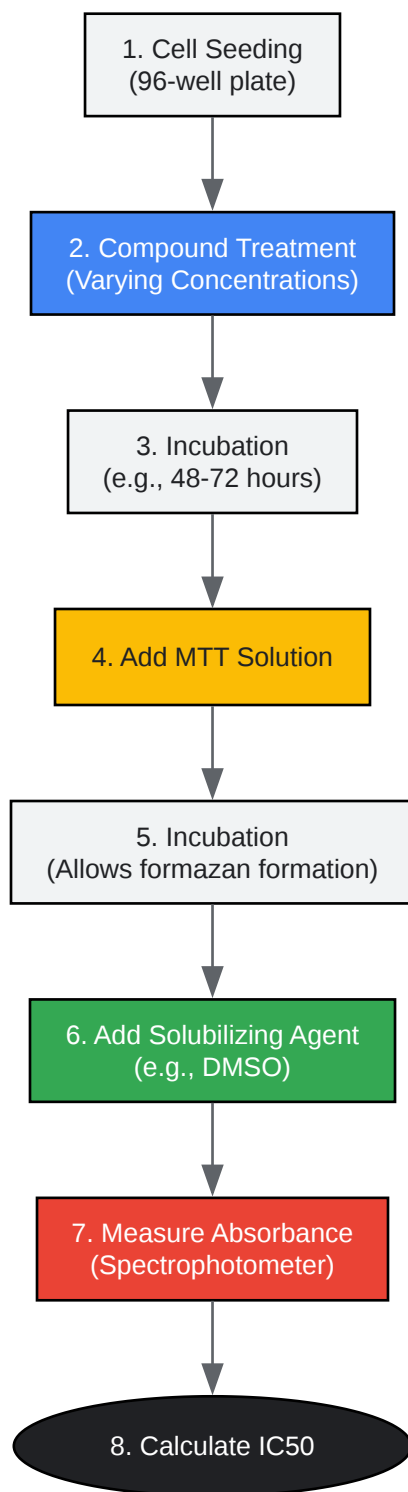 1. Cell Seeding
(96-well plate)
2. Compound Treatment
(Varying Concentrations)
3. Incubation
(e.g., 48-72 hours)
4. Add MTT Solution
5. Incubation
(Allows formazan formation)
6. Add Solubilizing Agent
(e.g., DMSO)
7. Measure Absorbance
(Spectrophotometer)
8. Calculate IC50